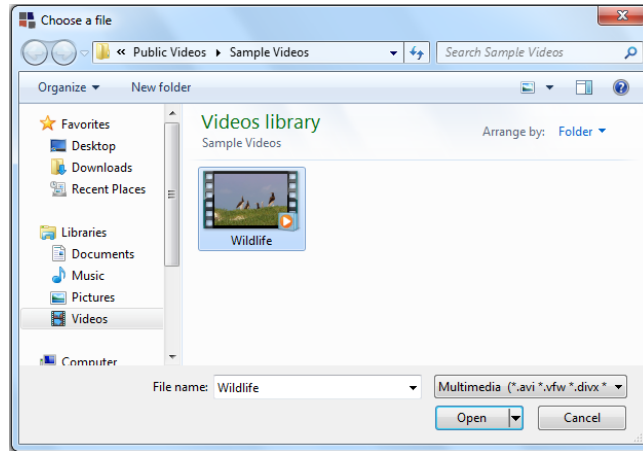 Choose a file
« Public Videos ▸ Sample Videos
Search Sample Videos
Organize ▼ New folder
Favorites
Desktop
Downloads
Recent Places
Libraries
Documents
Music
Pictures
Videos
Computer
Videos library
Sample Videos
Arrange by: Folder ▼
Wildlife
File name: Wildlife
Multimedia (*.avi *.vfw *.divx *
Open
Cancel